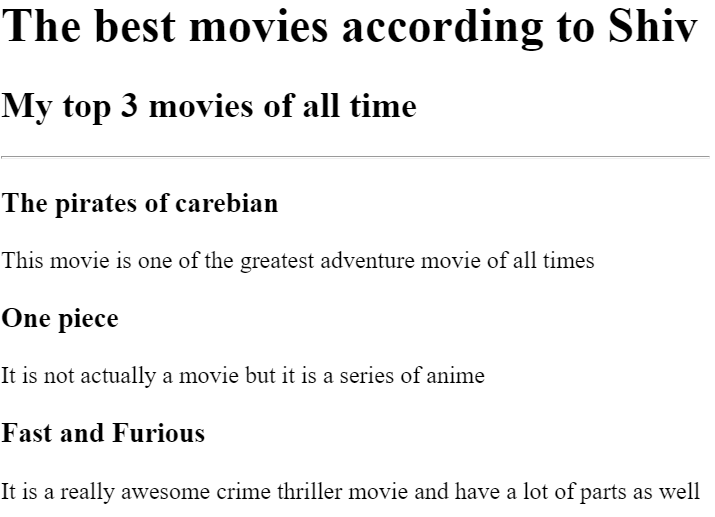 The best movies according to Shiv
My top 3 movies of all time
The pirates of carebian
This movie is one of the greatest adventure movie of all times
One piece
It is not actually a movie but it is a series of anime
Fast and Furious
It is a really awesome crime thriller movie and have a lot of parts as well